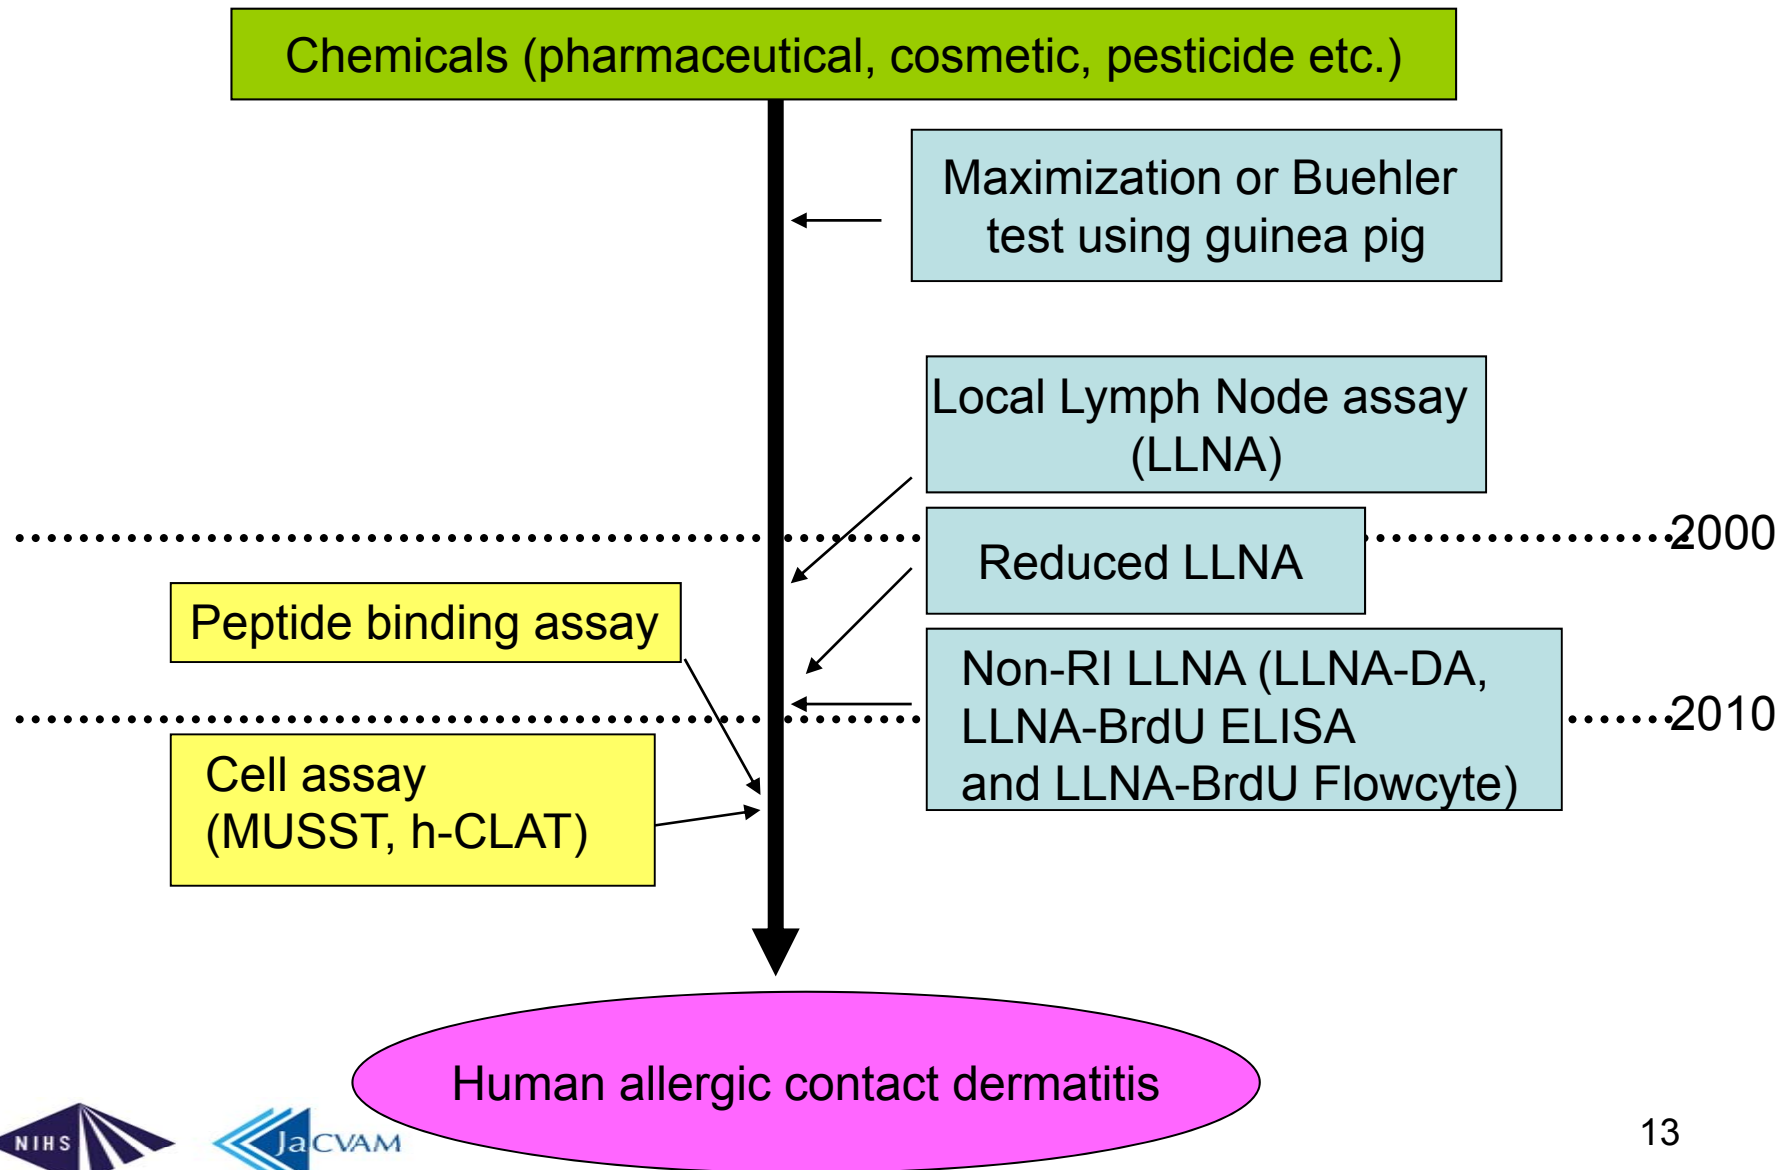 Chemicals (pharmaceutical, cosmetic, pesticide etc.)
Maximization or Buehler
test using guinea pig
Local Lymph Node assay
(LLNA)
2000
Reduced LLNA
Peptide binding assay
Non-RI LLNA (LLNA-DA,
LLNA-BrdU ELISA
and LLNA-BrdU Flowcyte)
2010
Cell assay
(MUSST, h-CLAT)
Human allergic contact dermatitis
NIHS
JaCVAM
13